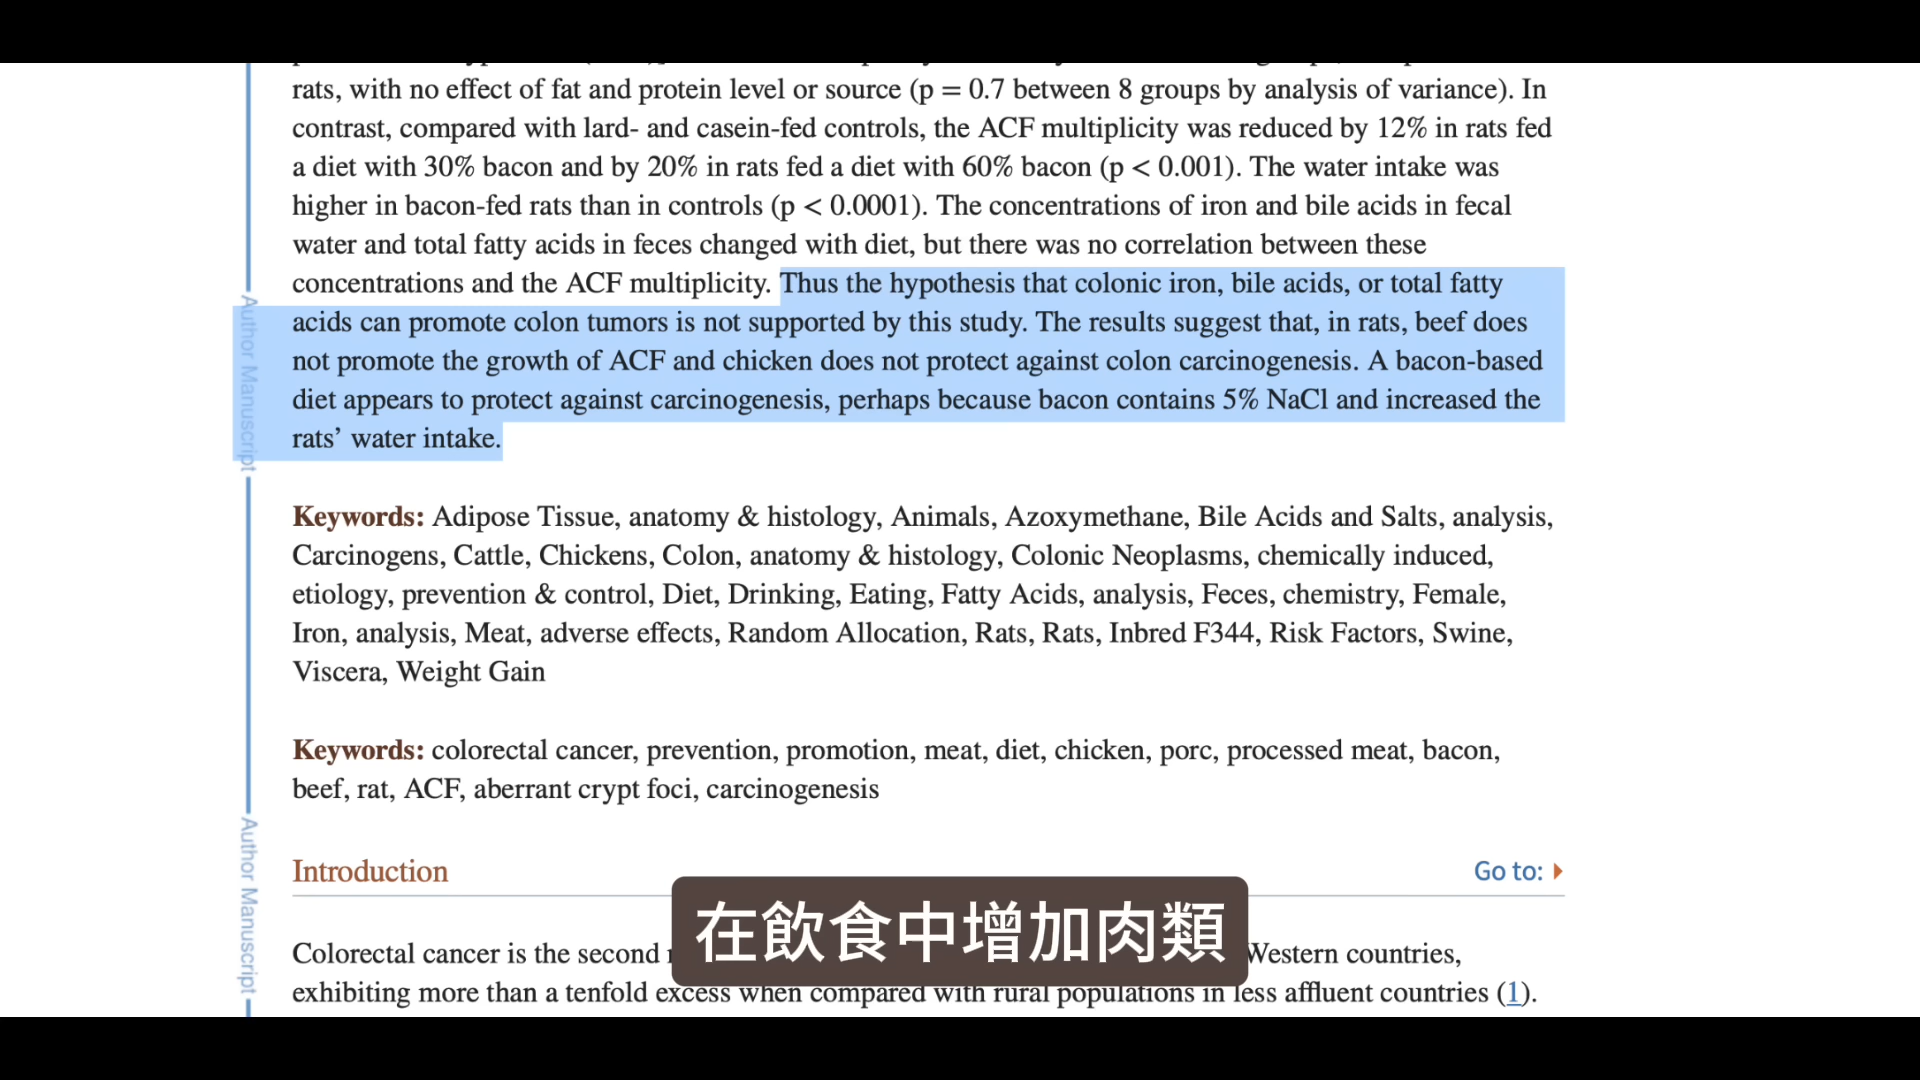 rats, with no effect of fat and protein level or source (p = 0.7 between 8 groups by analysis of variance). In
contrast, compared with lard- and casein-fed controls, the ACF multiplicity was reduced by 12% in rats fed
a diet with 30% bacon and by 20% in rats fed a diet with 60% bacon (p < 0.001). The water intake was
higher in bacon-fed rats than in controls (p < 0.0001). The concentrations of iron and bile acids in fecal
water and total fatty acids in feces changed with diet, but there was no correlation between these
concentrations and the ACF multiplicity. Thus the hypothesis that colonic iron, bile acids, or total fatty
acids can promote colon tumors is not supported by this study. The results suggest that, in rats, beef does
not promote the growth of ACF and chicken does not protect against colon carcinogenesis. A bacon-based
diet appears to protect against carcinogenesis, perhaps because bacon contains 5% NaCl and increased the
rats’ water intake.
Author Manuscript
Keywords: Adipose Tissue, anatomy & histology, Animals, Azoxymethane, Bile Acids and Salts, analysis,
Carcinogens, Cattle, Chickens, Colon, anatomy & histology, Colonic Neoplasms, chemically induced,
etiology, prevention & control, Diet, Drinking, Eating, Fatty Acids, analysis, Feces, chemistry, Female,
Iron, analysis, Meat, adverse effects, Random Allocation, Rats, Rats, Inbred F344, Risk Factors, Swine,
Viscera, Weight Gain
Keywords: colorectal cancer, prevention, promotion, meat, diet, chicken, porc, processed meat, bacon,
beef, rat, ACF, aberrant crypt foci, carcinogenesis
Author Manuscript
Introduction Go to:
在飲食中增加肉類
Colorectal cancer is the second Western countries,
exhibiting more than a tenfold excess when compared with rural populations in less affluent countries (1).